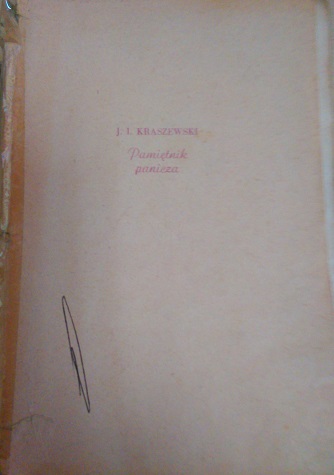 J. I. KRASZEWSKI
Pamiętnik
panicza